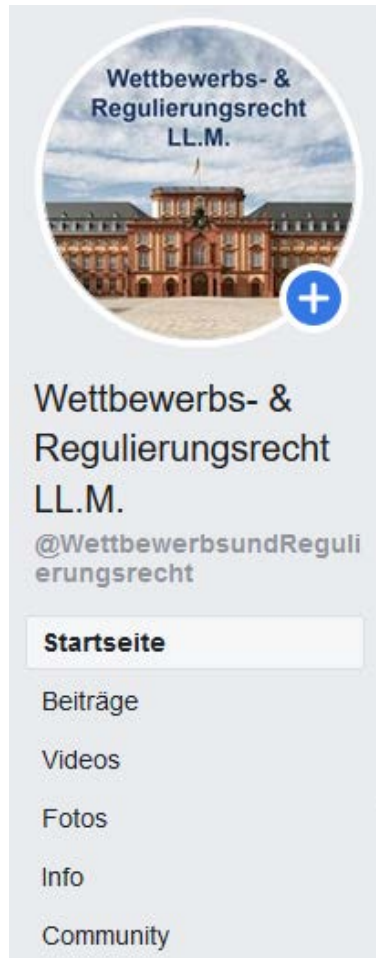 Wettbewerbs- &
Regulierungsrecht
LL.M.
Wettbewerbs- &
Regulierungsrecht
LL.M.
@WettbewerbsundReguli
erungsrecht
Startseite
Beiträge
Videos
Fotos
Info
Community